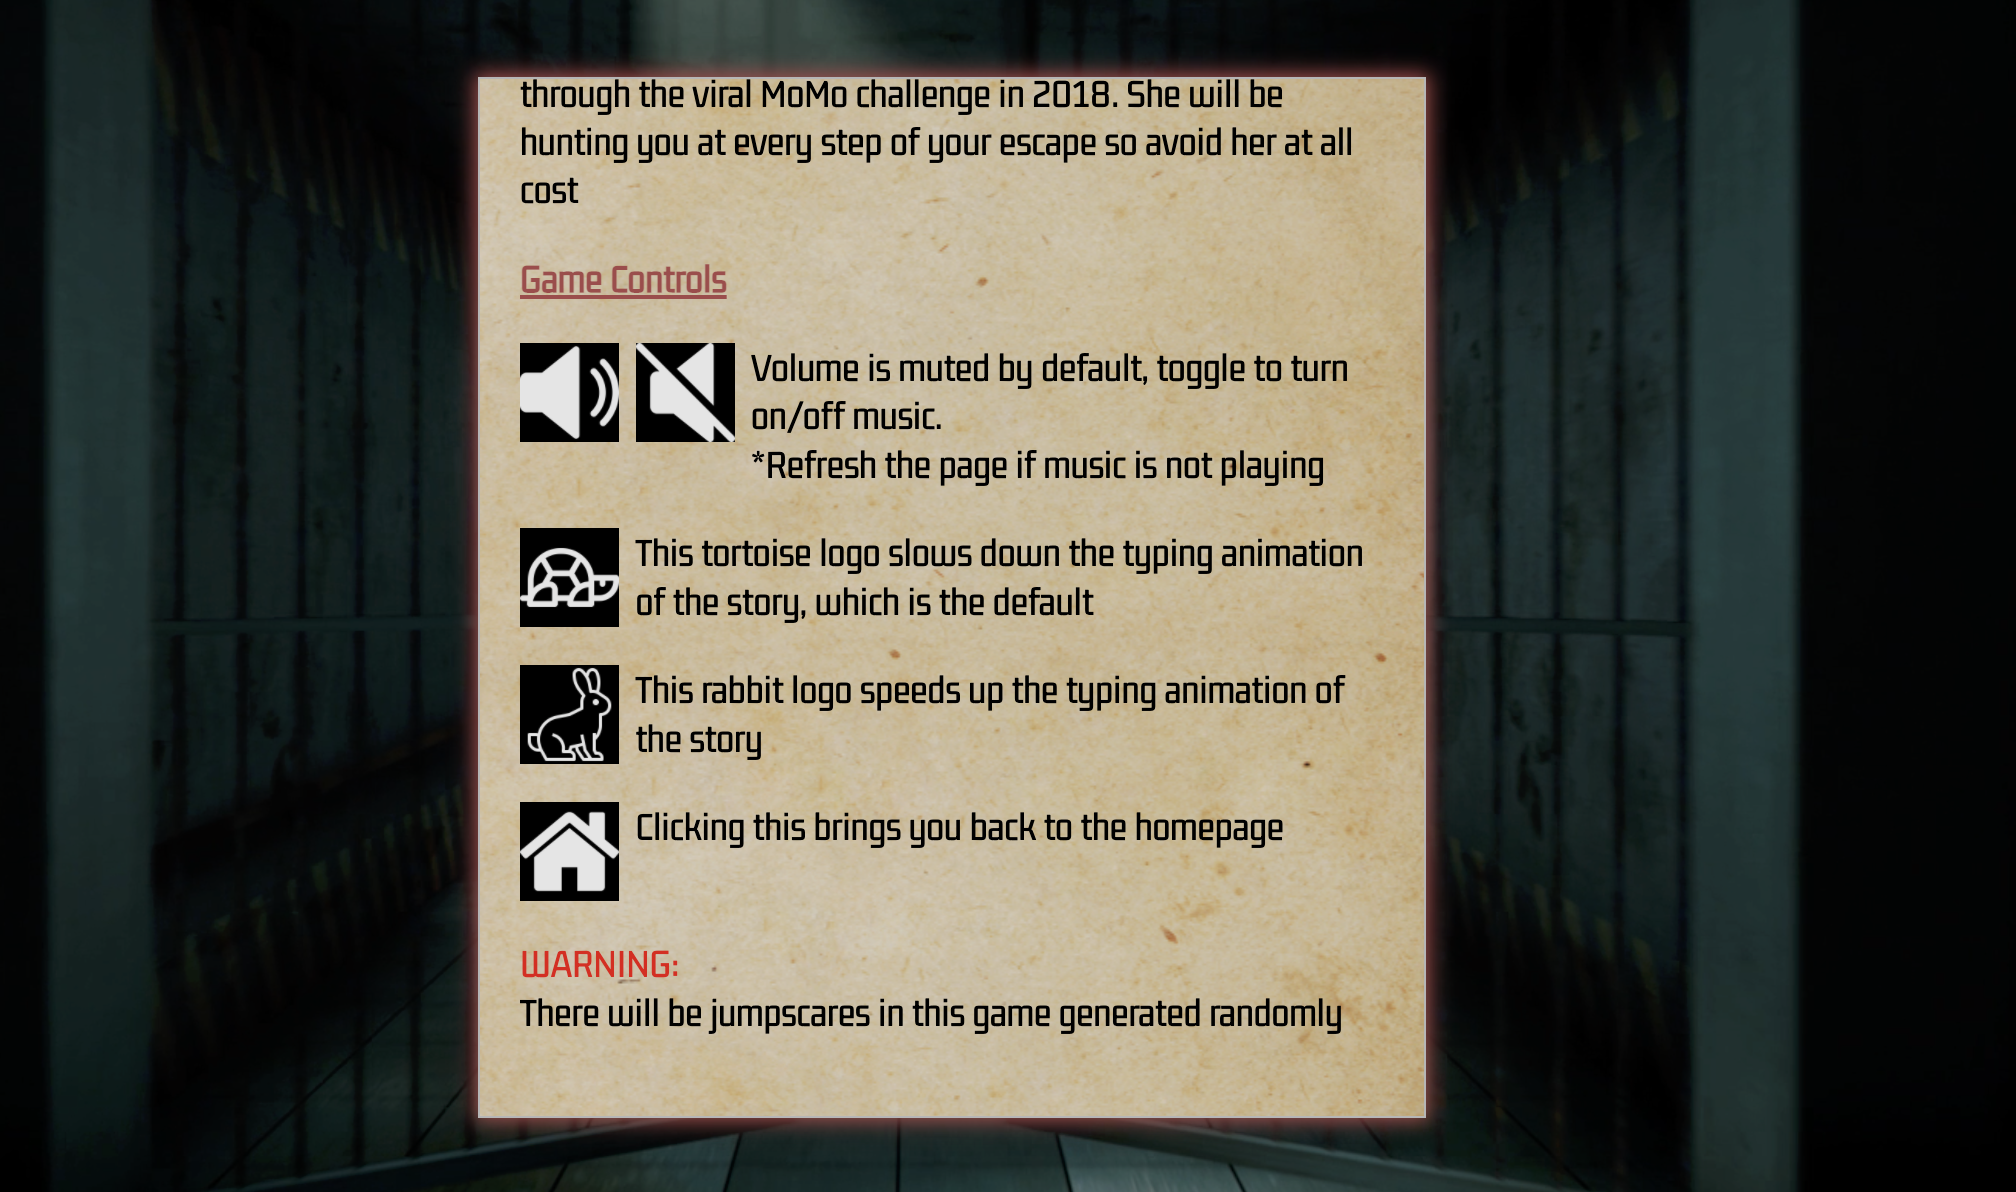 through the viral MoMo challenge in 2018. She will be
hunting you at every step of your escape so avoid her at all
cost
Game Controls
Volume is muted by default, toggle to turn
on/off music.
*Refresh the page if music is not playing
This tortoise logo slows down the typing animation
of the story, which is the default
This rabbit logo speeds up the typing animation of
the story
Clicking this brings you back to the homepage
WARNING:
There will be jumpscares in this game generated randomly